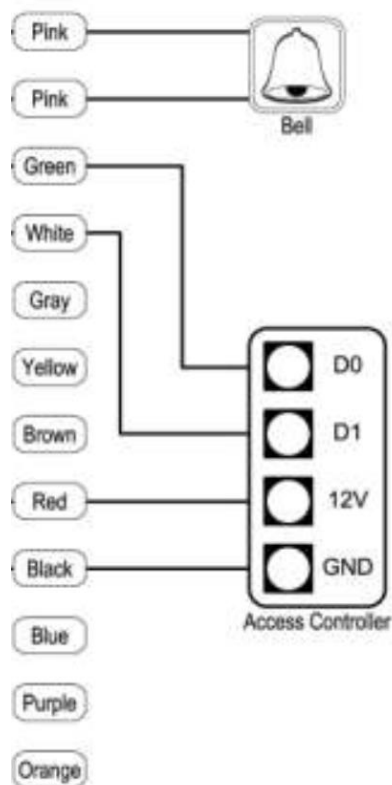 Pink
Pink
Bell
Green
White
Gray
Yellow
D0
Brown
D1
Red
12V
Black
GND
Access Controller
Blue
Purple
Orange